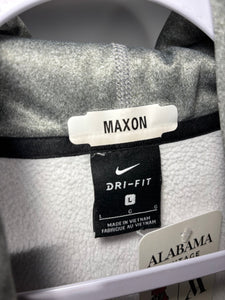 MAXON
DRI-FIT
L
MADE IN VIETNAM
FABRIQUÉ AU VIETNAM
ALABAMA
M